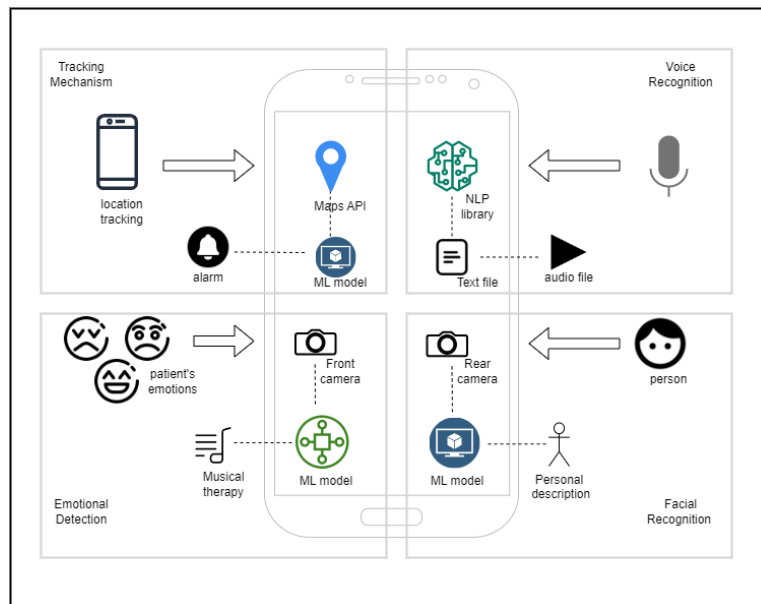 Tracking
Mechanism
location
tracking
Maps API
alarm
ML model
Voice
Recognition
NLP
library
Text file
audio file
patient's
emotions
Front
camera
Musical
therapy
ML model
Emotional
Detection
Rear
camera
person
ML model
Personal
description
Facial
Recognition